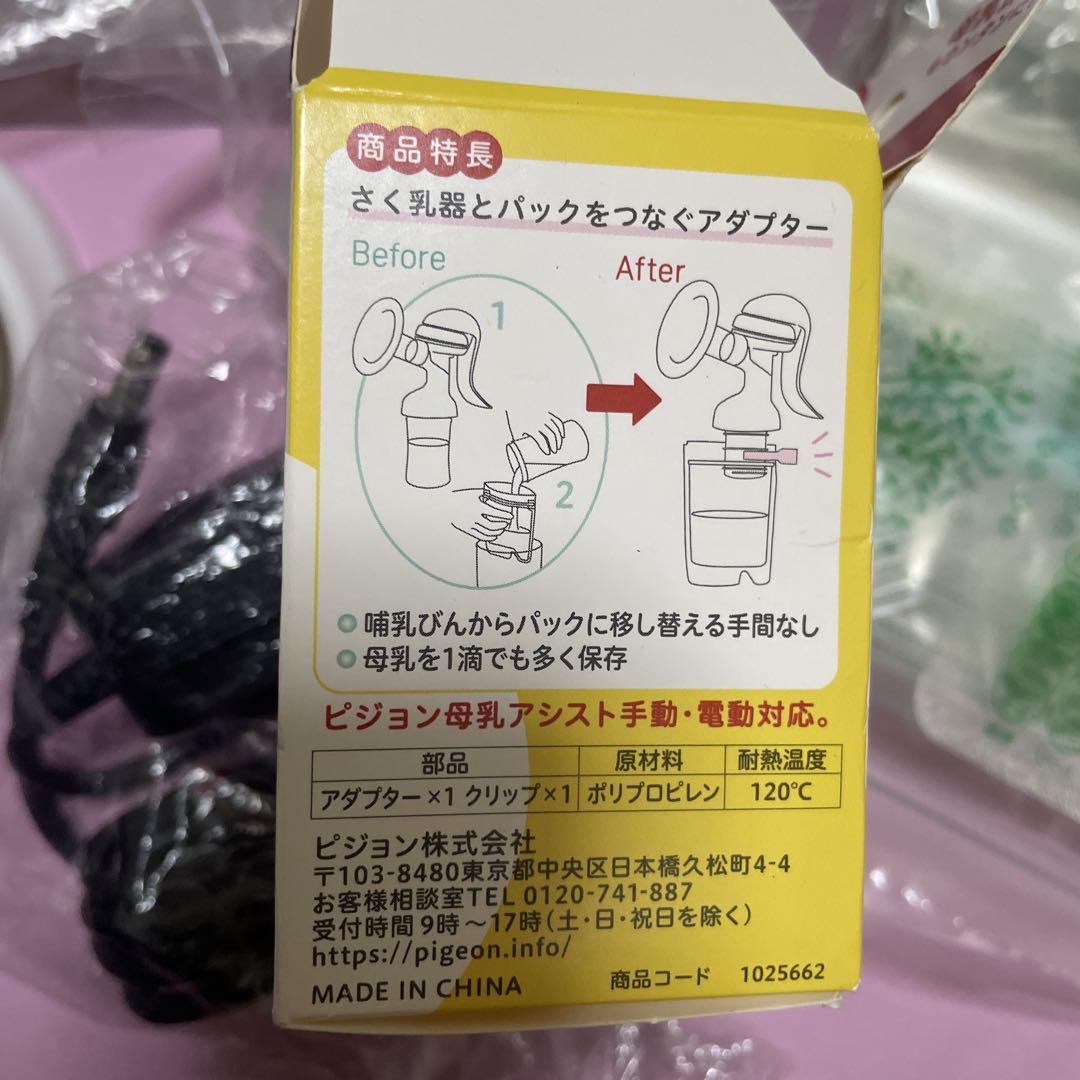 商品特長
さく乳器とパックをつなぐアダプター
Before
After
1
2
哺乳びんからパックに移し替える手間なし
母乳を1滴でも多く保存
ピジョン母乳アシスト手動・電動対応。
部品 原材料 耐熱温度
アダプター×1 クリップ×1 ポリプロピレン 120℃
ピジョン株式会社
〒103-8480東京都中央区日本橋久松町4-4
お客様相談室TEL 0120-741-887
受付時間 9時～17時(土・日・祝日を除く)
https://pigeon.info/
MADE IN CHINA
商品コード 1025662